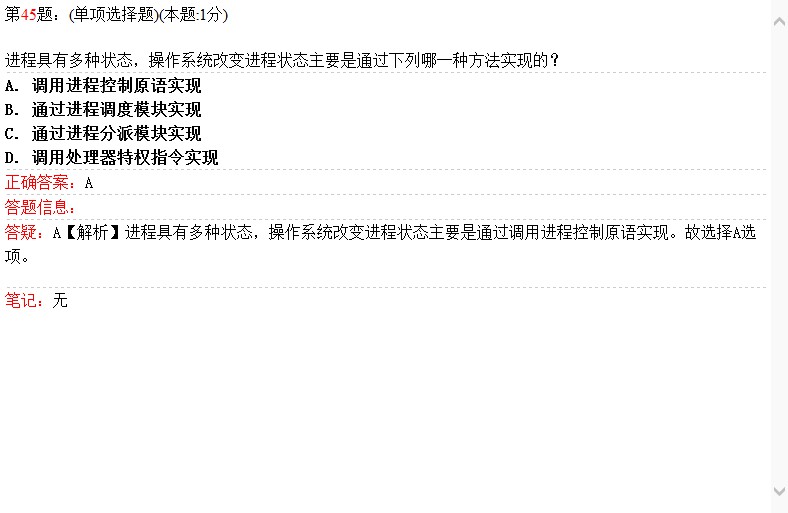 第45题：(单项选择题)(本题:1分)
进程具有多种状态，操作系统改变进程状态主要是通过下列哪一种方法实现的？
A. 调用进程控制原语实现
B. 通过进程调度模块实现
C. 通过进程分派模块实现
D. 调用处理器特权指令实现
正确答案：A
答题信息：
答疑：A【解析】进程具有多种状态，操作系统改变进程状态主要是通过调用进程控制原语实现。故选择A选
项。
笔记：无